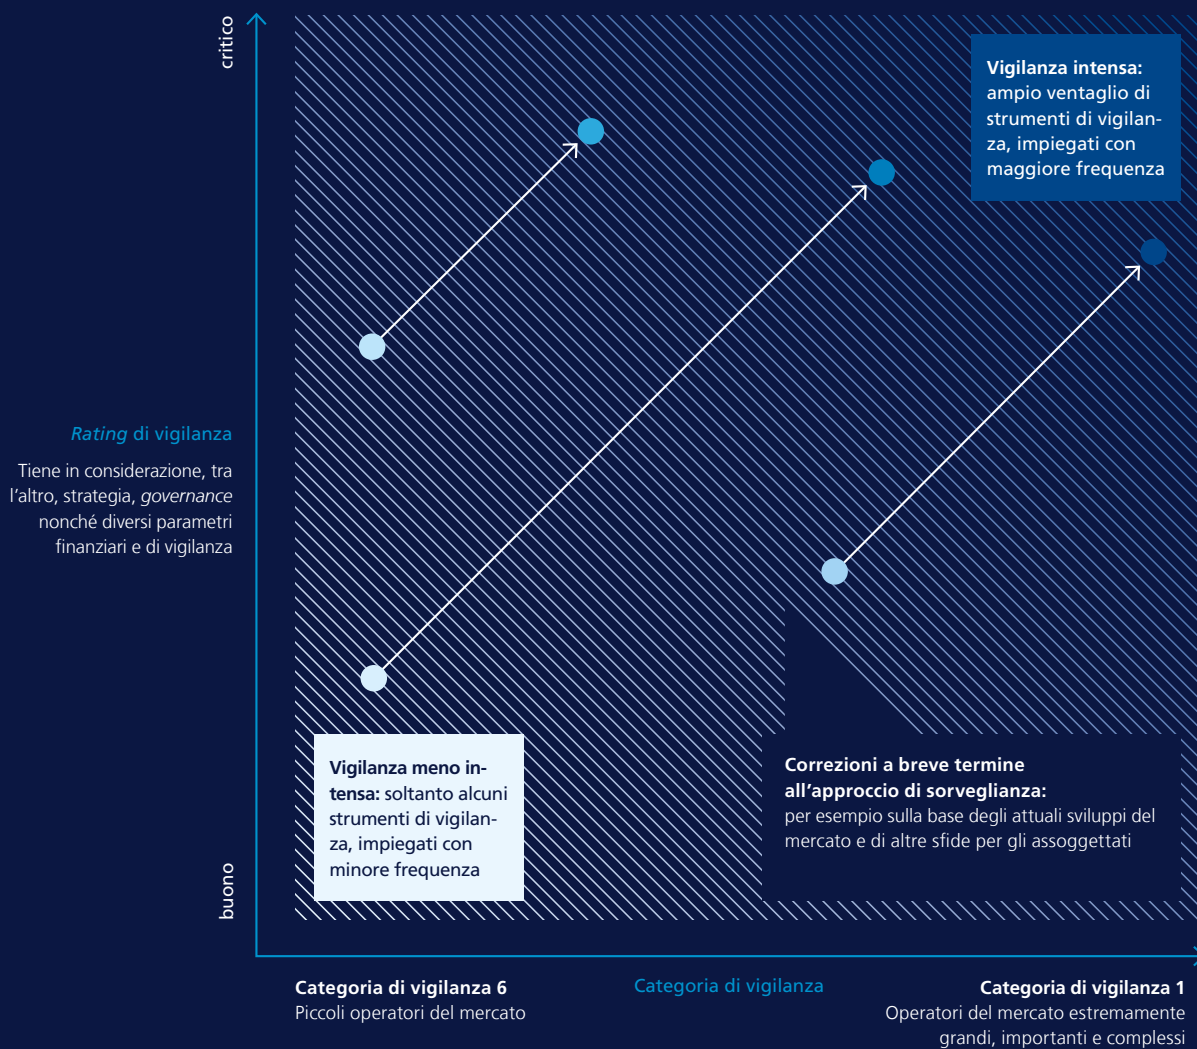 critico
Vigilanza intensa:
ampio ventaglio di
strumenti di vigilan-
za, impiegati con
maggiore frequenza
Rating di vigilanza
Tiene in considerazione, tra
l'altro, strategia, governance
nonché diversi parametri
finanziari e di vigilanza
Vigilanza meno in-
tensa: soltanto alcuni
strumenti di vigilan-
za, impiegati con
minore frequenza
Correzioni a breve termine
all'approccio di sorveglianza:
per esempio sulla base degli attuali sviluppi del
mercato e di altre sfide per gli assoggettati
buono
Categoria di vigilanza 6
Piccoli operatori del mercato
Categoria di vigilanza
Categoria di vigilanza 1
Operatori del mercato estremamente
grandi, importanti e complessi